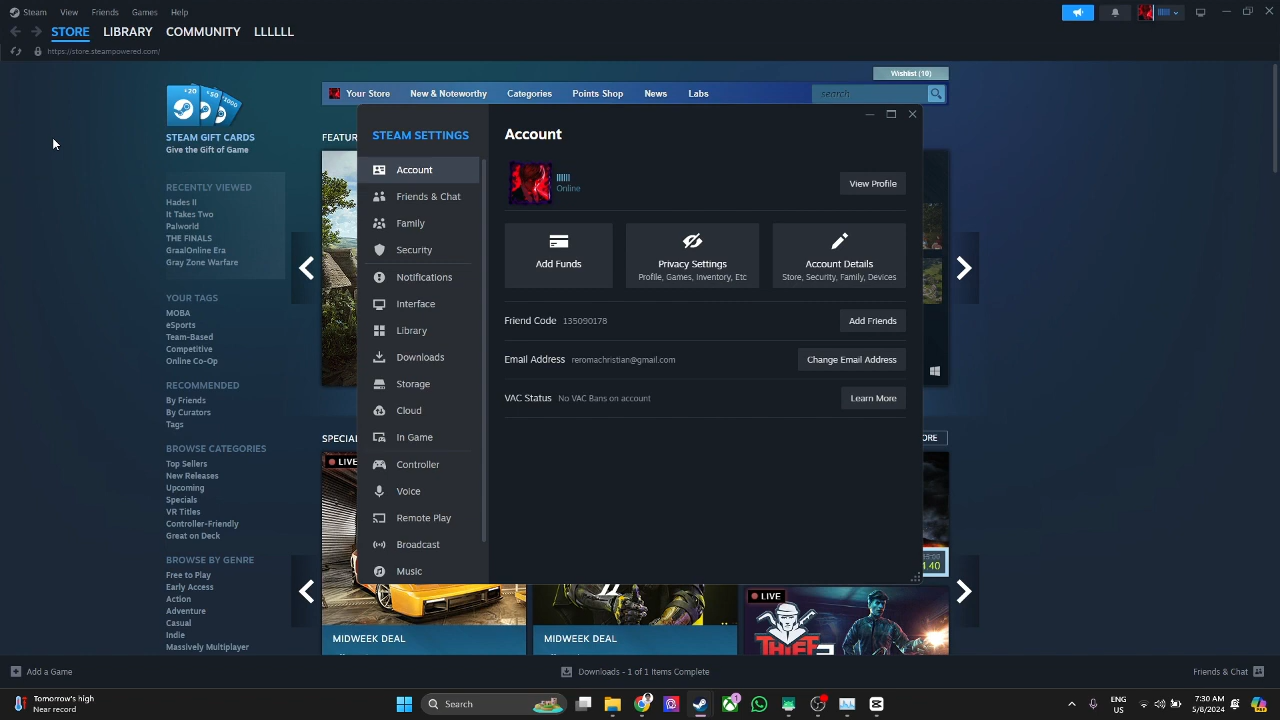 Steam View Friends Games Help
STORE LIBRARY COMMUNITY LLLLLL
https://store.steampowered.com/
Wishlist (10)
Your Store New & Noteworthy Categories Points Shop News Labs search
STEAM GIFT CARDS
Give the Gift of Game
RECENTLY VIEWED
Hades II
It Takes Two
Palworld
THE FINALS
GraalOnline Era
Gray Zone Warfare
YOUR TAGS
MOBA
eSports
Team-Based
Competitive
Online Co-Op
RECOMMENDED
By Friends
By Curators
Tags
BROWSE CATEGORIES
Top Sellers
New Releases
Upcoming
Specials
VR Titles
Controller-Friendly
Great on Deck
BROWSE BY GENRE
Free to Play
Early Access
Action
Adventure
Casual
Indie
Massively Multiplayer
STEAM SETTINGS
Account
Friends & Chat
Family
Security
Notifications
Interface
Library
Downloads
Storage
Cloud
In Game
Controller
Voice
Remote Play
Broadcast
Music
Account
llllll
Online
View Profile
Add Funds
Privacy Settings
Profile, Games, Inventory, Etc
Account Details
Store, Security, Family, Devices
Friend Code 135090178 Add Friends
Email Address reromachristian@gmail.com Change Email Address
VAC Status No VAC Bans on account Learn More
LIVE
MIDWEEK DEAL
MIDWEEK DEAL
LIVE
THIEF
Add a Game Downloads - 1 of 1 Items Complete Friends & Chat
Tomorrow's high
Near record
Search
ENG
US
7:30 AM
5/8/2024